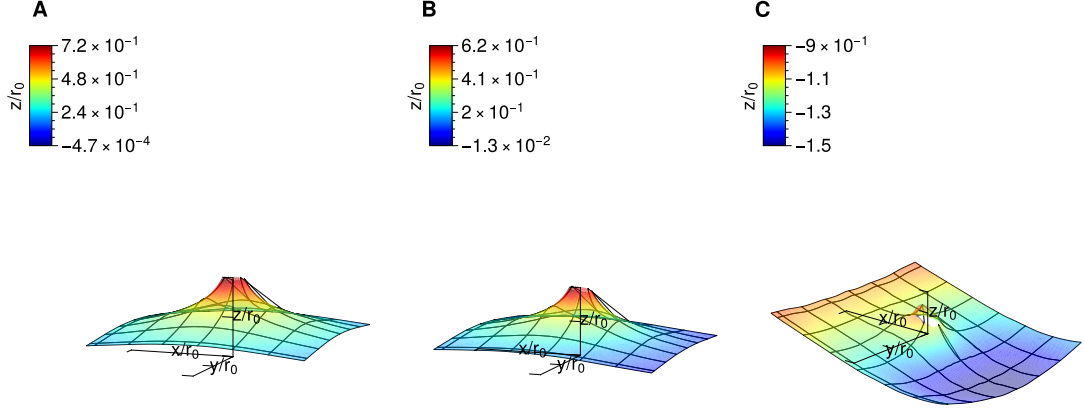 A
7.2 × 10⁻¹
4.8 × 10⁻¹
2.4 × 10⁻¹
−4.7 × 10⁻⁴
z/r₀
z/r₀
x/r₀
y/r₀
B
6.2 × 10⁻¹
4.1 × 10⁻¹
2 × 10⁻¹
−1.3 × 10⁻²
z/r₀
z/r₀
x/r₀
y/r₀
C
−9 × 10⁻¹
−1.1
−1.3
−1.5
z/r₀
z/r₀
x/r₀
y/r₀